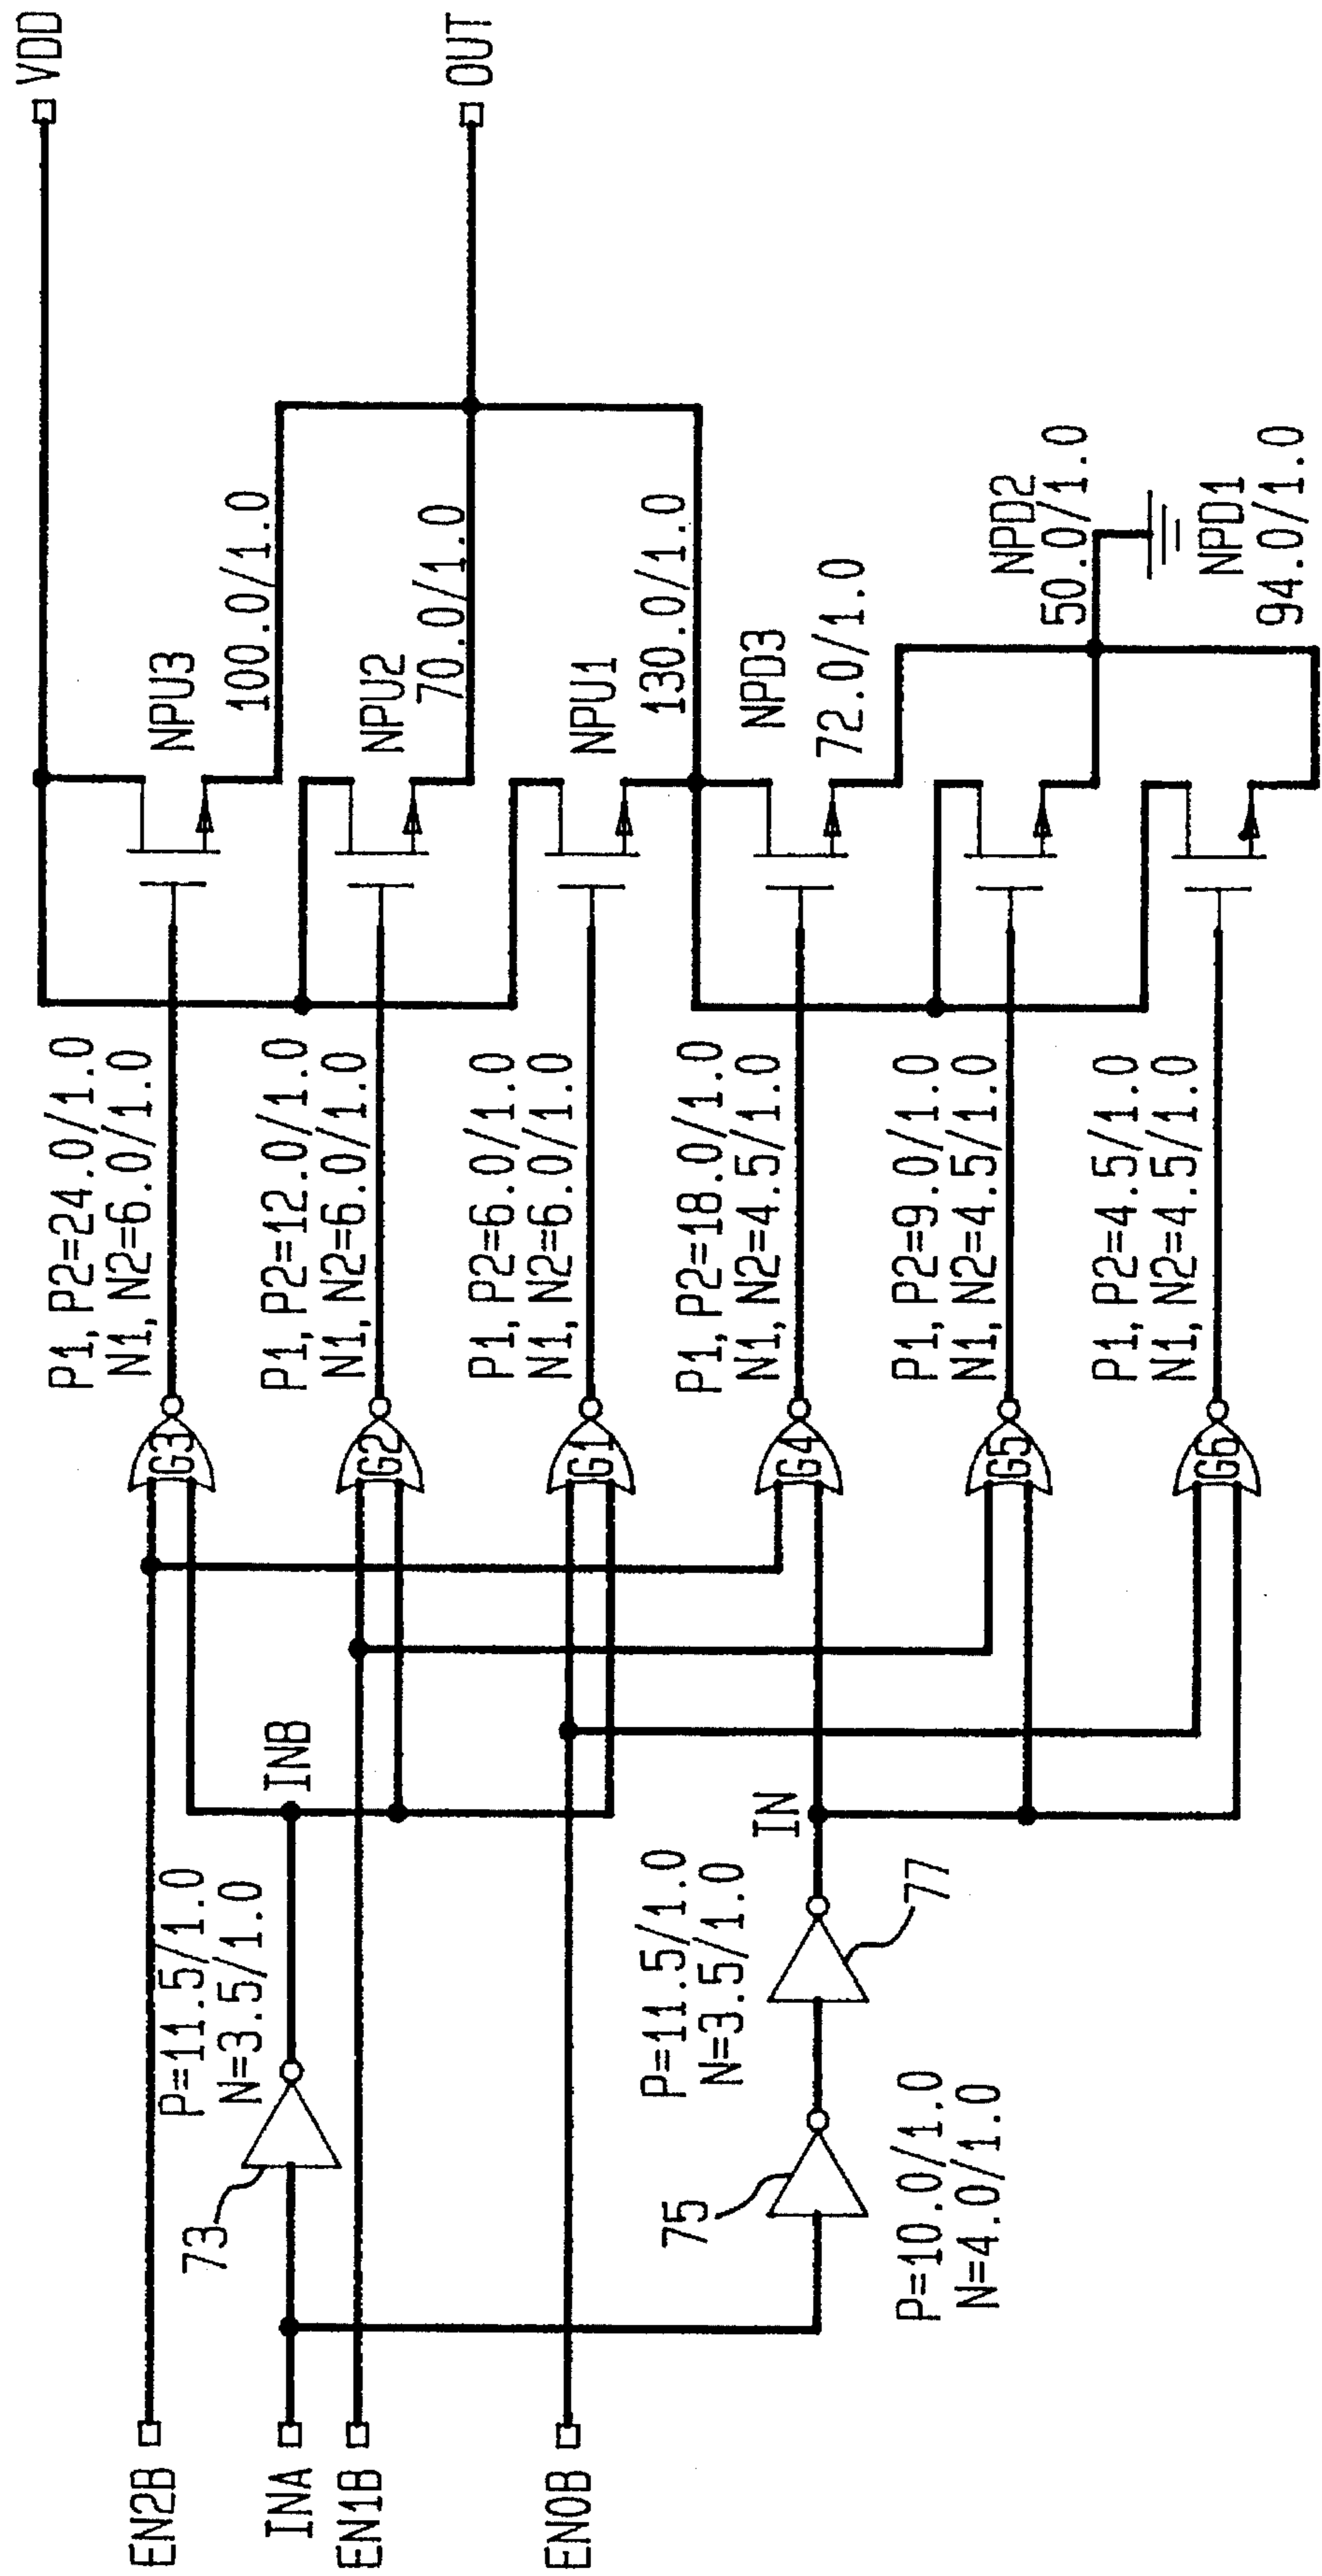 VDD
OUT
NPU3
100.0/1.0
NPU2
70.0/1.0
NPU1
130.0/1.0
NPD3
72.0/1.0
NPD2
50.0/1.0
NPD1
94.0/1.0
P1,P2=24.0/1.0
N1,N2=6.0/1.0
P1,P2=12.0/1.0
N1,N2=6.0/1.0
P1,P2=6.0/1.0
N1,N2=6.0/1.0
P1,P2=18.0/1.0
N1,N2=4.5/1.0
P1,P2=9.0/1.0
N1,N2=4.5/1.0
P1,P2=4.5/1.0
N1,N2=4.5/1.0
G3
G2
G1
G4
G5
G6
INB
IN
P=11.5/1.0
N=3.5/1.0
73
P=11.5/1.0
N=3.5/1.0
77
75
P=10.0/1.0
N=4.0/1.0
EN2B
INA
EN1B
EN0B